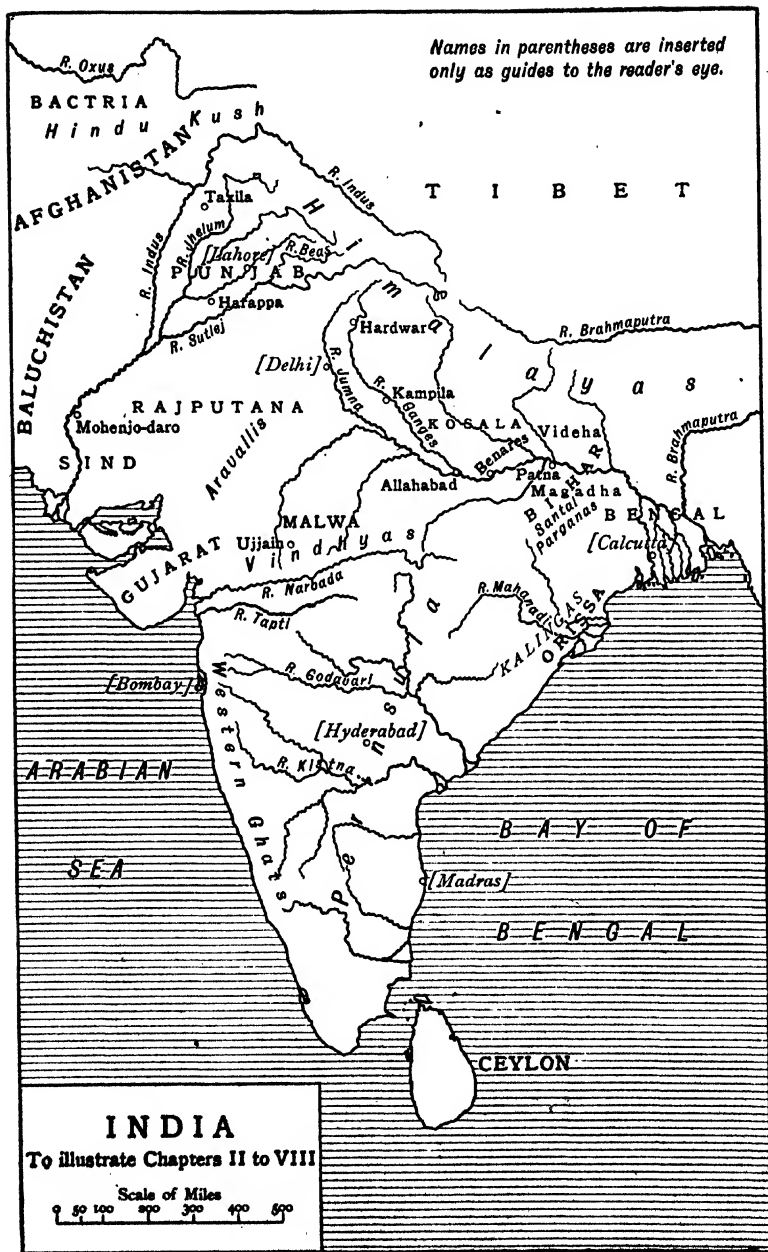 Names in parentheses are inserted
only as guides to the reader's eye.
R. Oxus
BACTRIA
Hindu Kush
AFGHANISTAN
TIBET
R. Indus
Taxila
R. Jhelum
[Lahore]
R. Beas
PUNJAB
R. Indus
Harappa
R. Sutlej
Himalayas
BALUCHISTAN
Hardwar
R. Brahmaputra
[Delhi]
R. Jumna
Kampila
R. Ganges
RAJPUTANA
Mohenjo-daro
KOSALA
Videha
R. Brahmaputra
SIND
Aravallis
Benares
Patna
Allahabad
BIHAR
Magadha
Santal
Parganas
BENGAL
MALWA
Ujjain
[Calcutta]
GUJARAT
Vindhyas
R. Narbada
R. Tapti
R. Mahanadi
KALINGAS
ORISSA
R. Godabari
[Bombay]
Western Ghats
[Hyderabad]
R. Kistna
Peninsula
ARABIAN
SEA
BAY OF
BENGAL
[Madras]
CEYLON
INDIA
To illustrate Chapters II to VIII
Scale of Miles
0 50 100 200 300 400 500